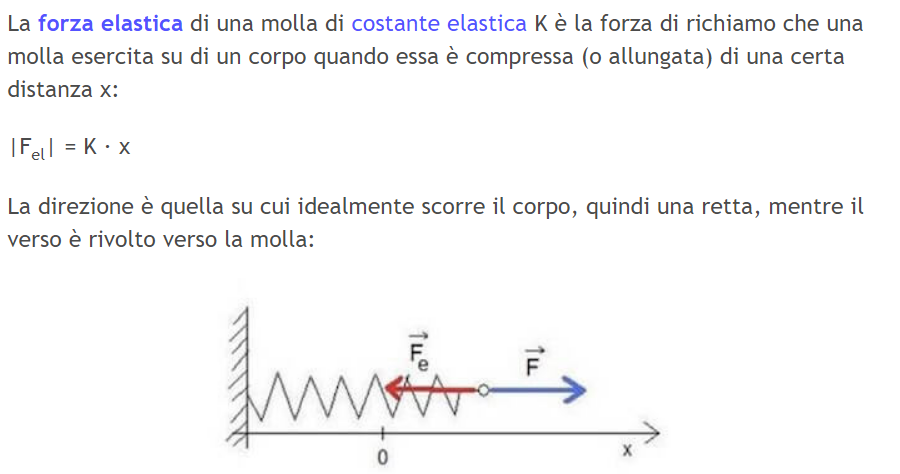 La forza elastica di una molla di costante elastica K è la forza di richiamo che una
molla esercita su di un corpo quando essa è compressa (o allungata) di una certa
distanza x:
|Fel| = K · x
La direzione è quella su cui idealmente scorre il corpo, quindi una retta, mentre il
verso è rivolto verso la molla:
Fe
F
0
x